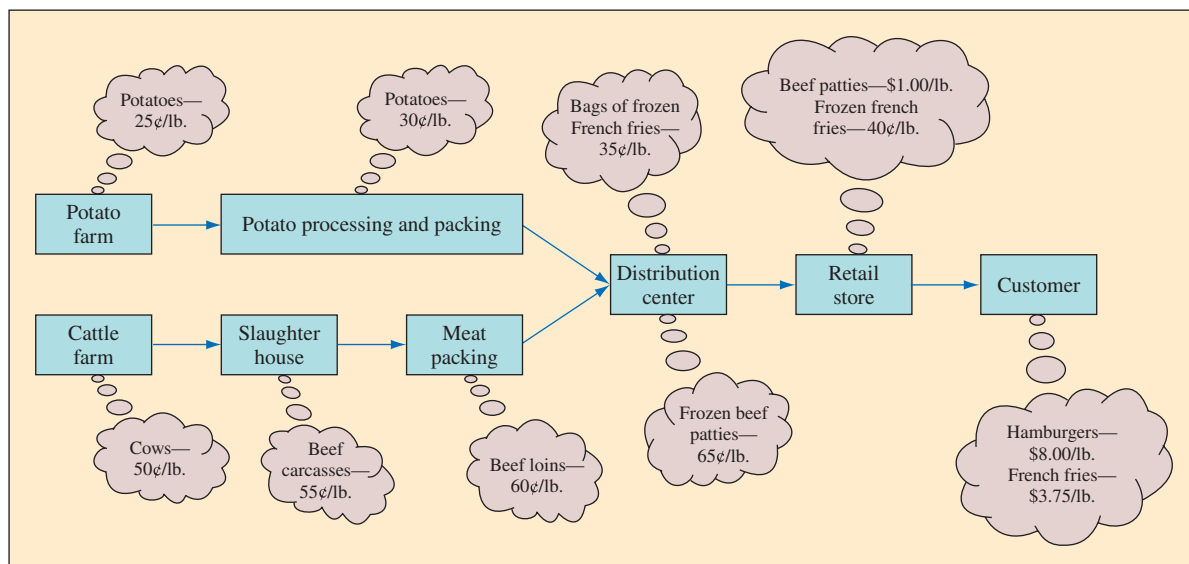 Potatoes—
25¢/lb.
Potatoes—
30¢/lb.
Bags of frozen
French fries—
35¢/lb.
Beef patties—$1.00/lb.
Frozen french
fries—40¢/lb.
Potato
farm
Potato processing and packing
Distribution
center
Retail
store
Customer
Cattle
farm
Slaughter
house
Meat
packing
Cows—
50¢/lb.
Beef
carcasses—
55¢/lb.
Beef loins—
60¢/lb.
Frozen beef
patties—
65¢/lb.
Hamburgers—
$8.00/lb.
French fries—
$3.75/lb.